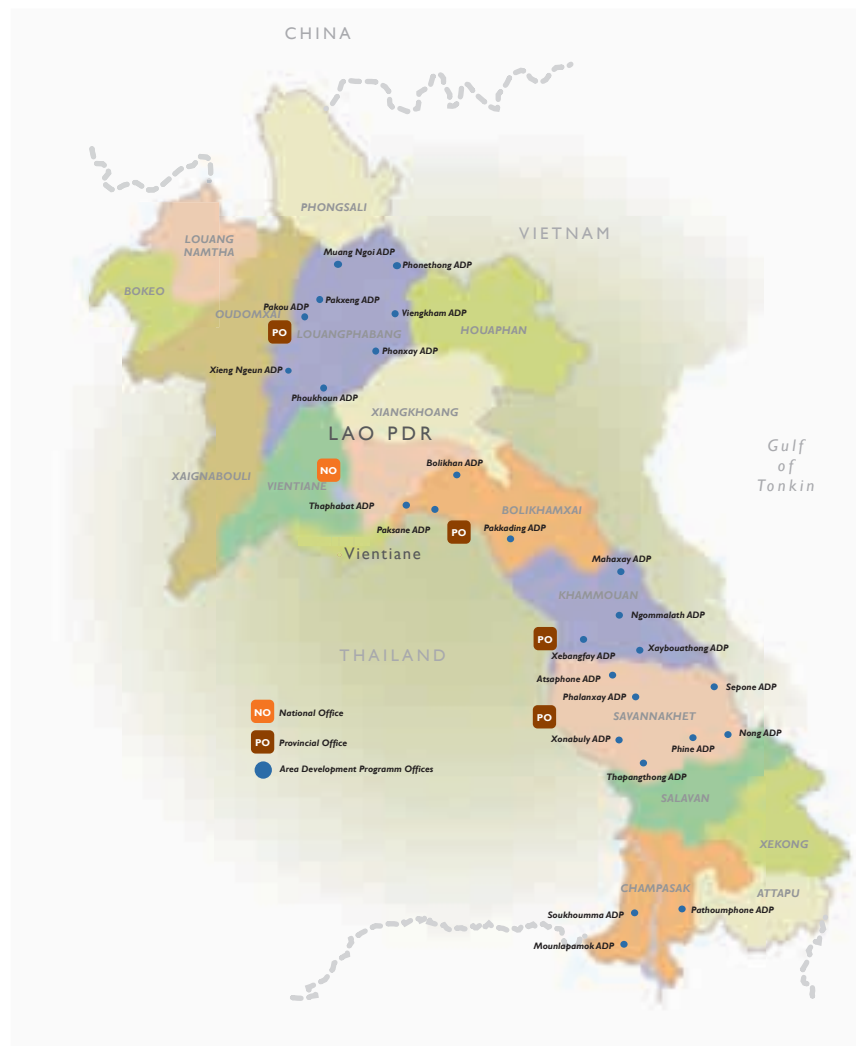 CHINA
PHONGSALI
VIETNAM
LOUANG
NAMTHA
Muang Ngoi ADP
Phonethong ADP
BOKEO
Pakxeng ADP
Pakou ADP
OUDOMXAI
Viengkham ADP
PO
LOUANGPHABANG
HOUAPHAN
Phonxay ADP
Xieng Ngeun ADP
Phoukhoun ADP
XIANGKHOANG
LAO PDR
Gulf
of
Tonkin
Bolikhan ADP
NO
XAIGNABOULI
VIENTIANE
Thaphabat ADP
BOLIKHAMXAI
Paksane ADP
PO
Pakkading ADP
Vientiane
Mahaxay ADP
KHAMMOUAN
Ngommalath ADP
PO
Xebangfay ADP
Xaybouathong ADP
THAILAND
Atsaphone ADP
Sepone ADP
Phalanxay ADP
PO
SAVANNAKHET
NO National Office
Xonabuly ADP
Phine ADP
Nong ADP
PO Provincial Office
Area Development Programm Offices
Thapangthong ADP
SALAVAN
XEKONG
CHAMPASAK
ATTAPU
Soukhoumma ADP
Pathoumphone ADP
Mounlapamok ADP